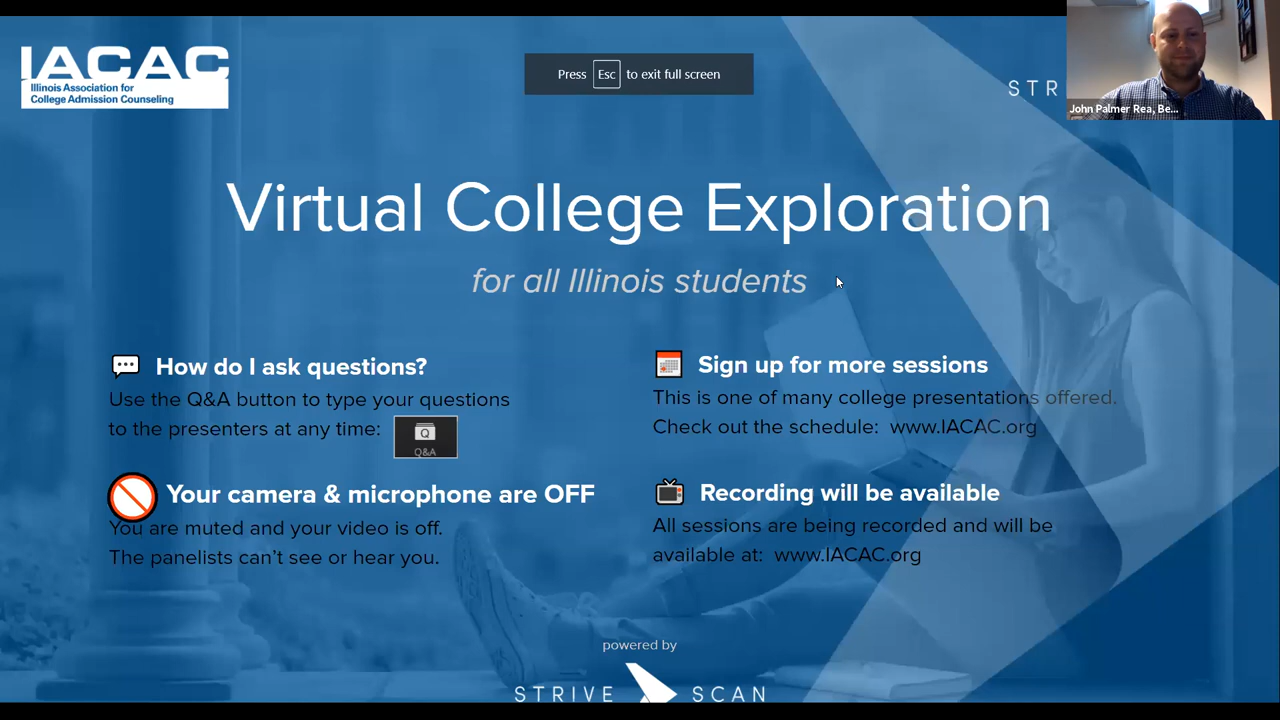 IACAC
Illinois Association for
College Admission Counseling
Press Esc to exit full screen
STR
John Palmer Rea, Be...
Virtual College Exploration
for all Illinois students
How do I ask questions?
Use the Q&A button to type your questions
to the presenters at any time:
Q
Q&A
Your camera & microphone are OFF
You are muted and your video is off.
The panelists can't see or hear you.
Sign up for more sessions
This is one of many college presentations offered.
Check out the schedule: www.IACAC.org
Recording will be available
All sessions are being recorded and will be
available at: www.IACAC.org
powered by
STRIVE SCAN